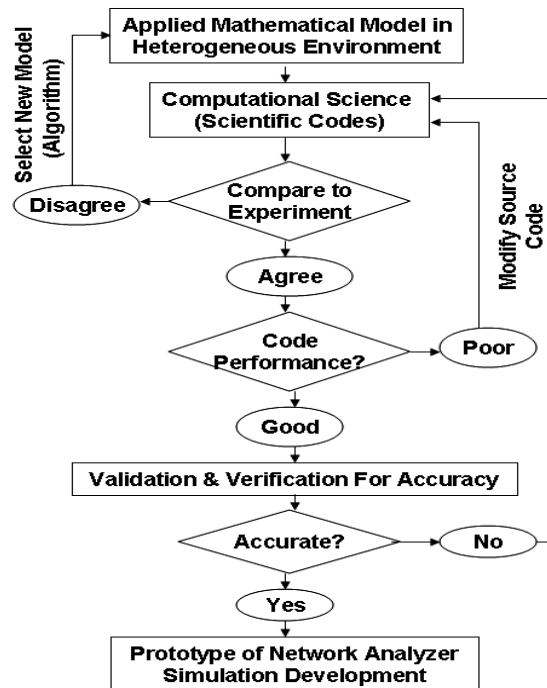 Applied Mathematical Model in
Heterogeneous Environment
Select New Model
(Algorithm)
Computational Science
(Scientific Codes)
Compare to
Experiment
Disagree
Modify Source
Code
Agree
Code
Performance?
Poor
Good
Validation & Verification For Accuracy
Accurate?
No
Yes
Prototype of Network Analyzer
Simulation Development